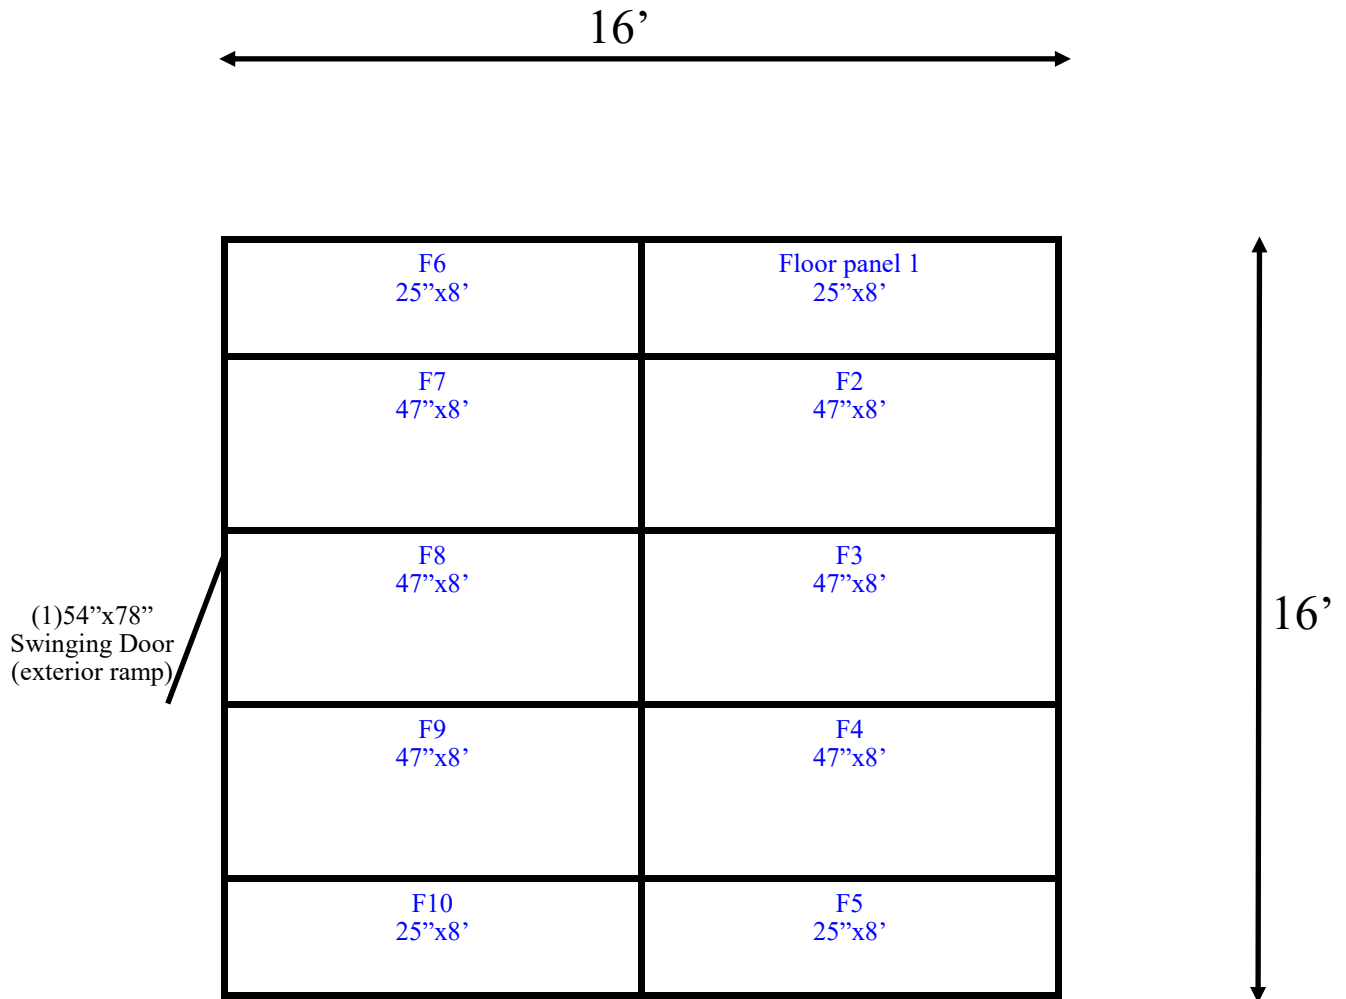 16’
F6
25”x8’
Floor panel 1
25”x8’
F7
47”x8’
F2
47”x8’
F8
47”x8’
F3
47”x8’
(1)54”x78”
Swinging Door
(exterior ramp)
16’
F9
47”x8’
F4
47”x8’
F10
25”x8’
F5
25”x8’